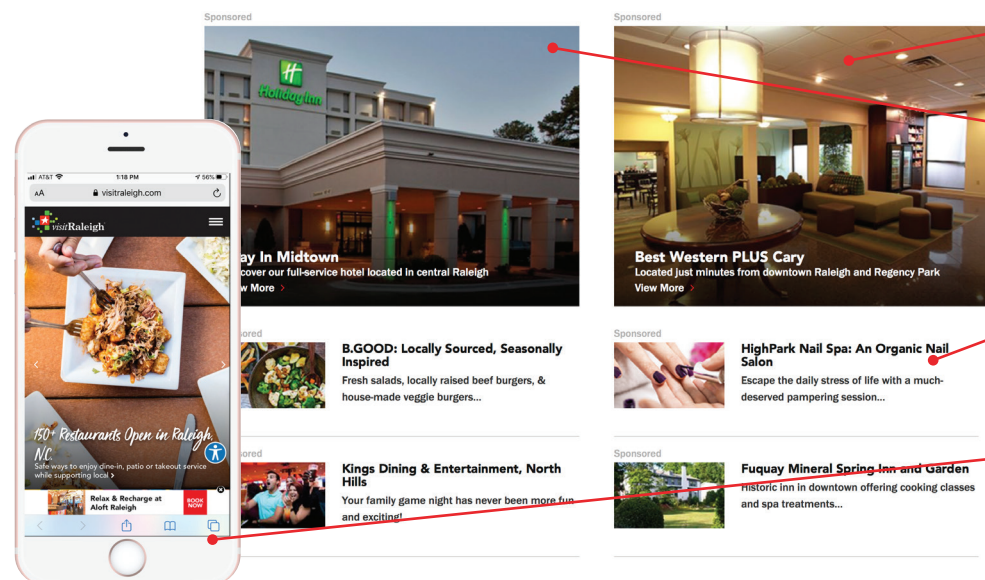 Sponsored
Sponsored
Holiday Inn
ay In Midtown
cover our full-service hotel located in central Raleigh
w More >
Best Western PLUS Cary
Located just minutes from downtown Raleigh and Regency Park
View More >
AT&T
1:18 PM
56%
AA
visitraleigh.com
visitRaleigh
150+ Restaurants Open in Raleigh,
N.C.
Safe ways to enjoy dine-in, patio or takeout service
while supporting local >
Relax & Recharge at
Aloft Raleigh
BOOK
NOW
ored
B.GOOD: Locally Sourced, Seasonally
Inspired
Fresh salads, locally raised beef burgers, &
house-made veggie burgers...
Sponsored
HighPark Nail Spa: An Organic Nail
Salon
Escape the daily stress of life with a much-
deserved pampering session...
ored
Kings Dining & Entertainment, North
Hills
Your family game night has never been more fun
and exciting!
Sponsored
Fuquay Mineral Spring Inn and Garden
Historic inn in downtown offering cooking classes
and spa treatments...